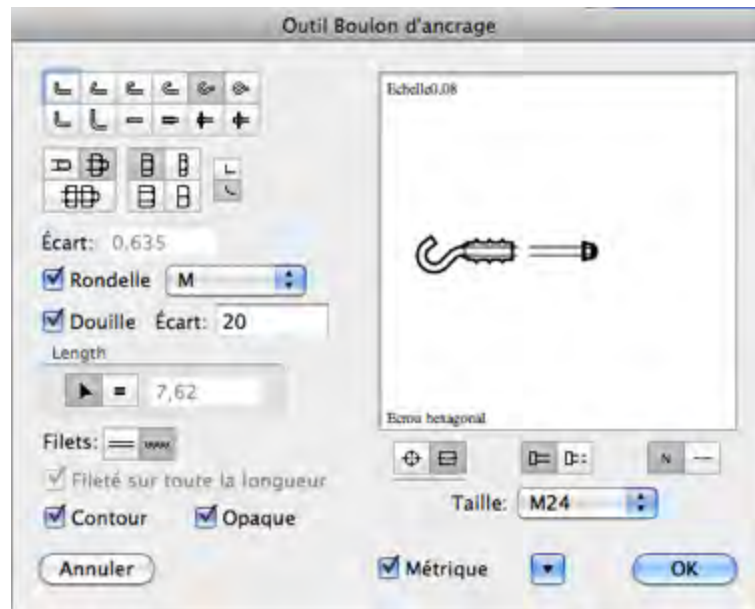 Outil Boulon d'ancrage
Echelle0.08
Écart: 0,635
Rondelle M
Douille Écart: 20
Length
= 7,62
Ecrou hexagonal
Filets:
Fileté sur toute la longueur
N
Taille: M24
Contour Opaque
Annuler
Métrique
OK